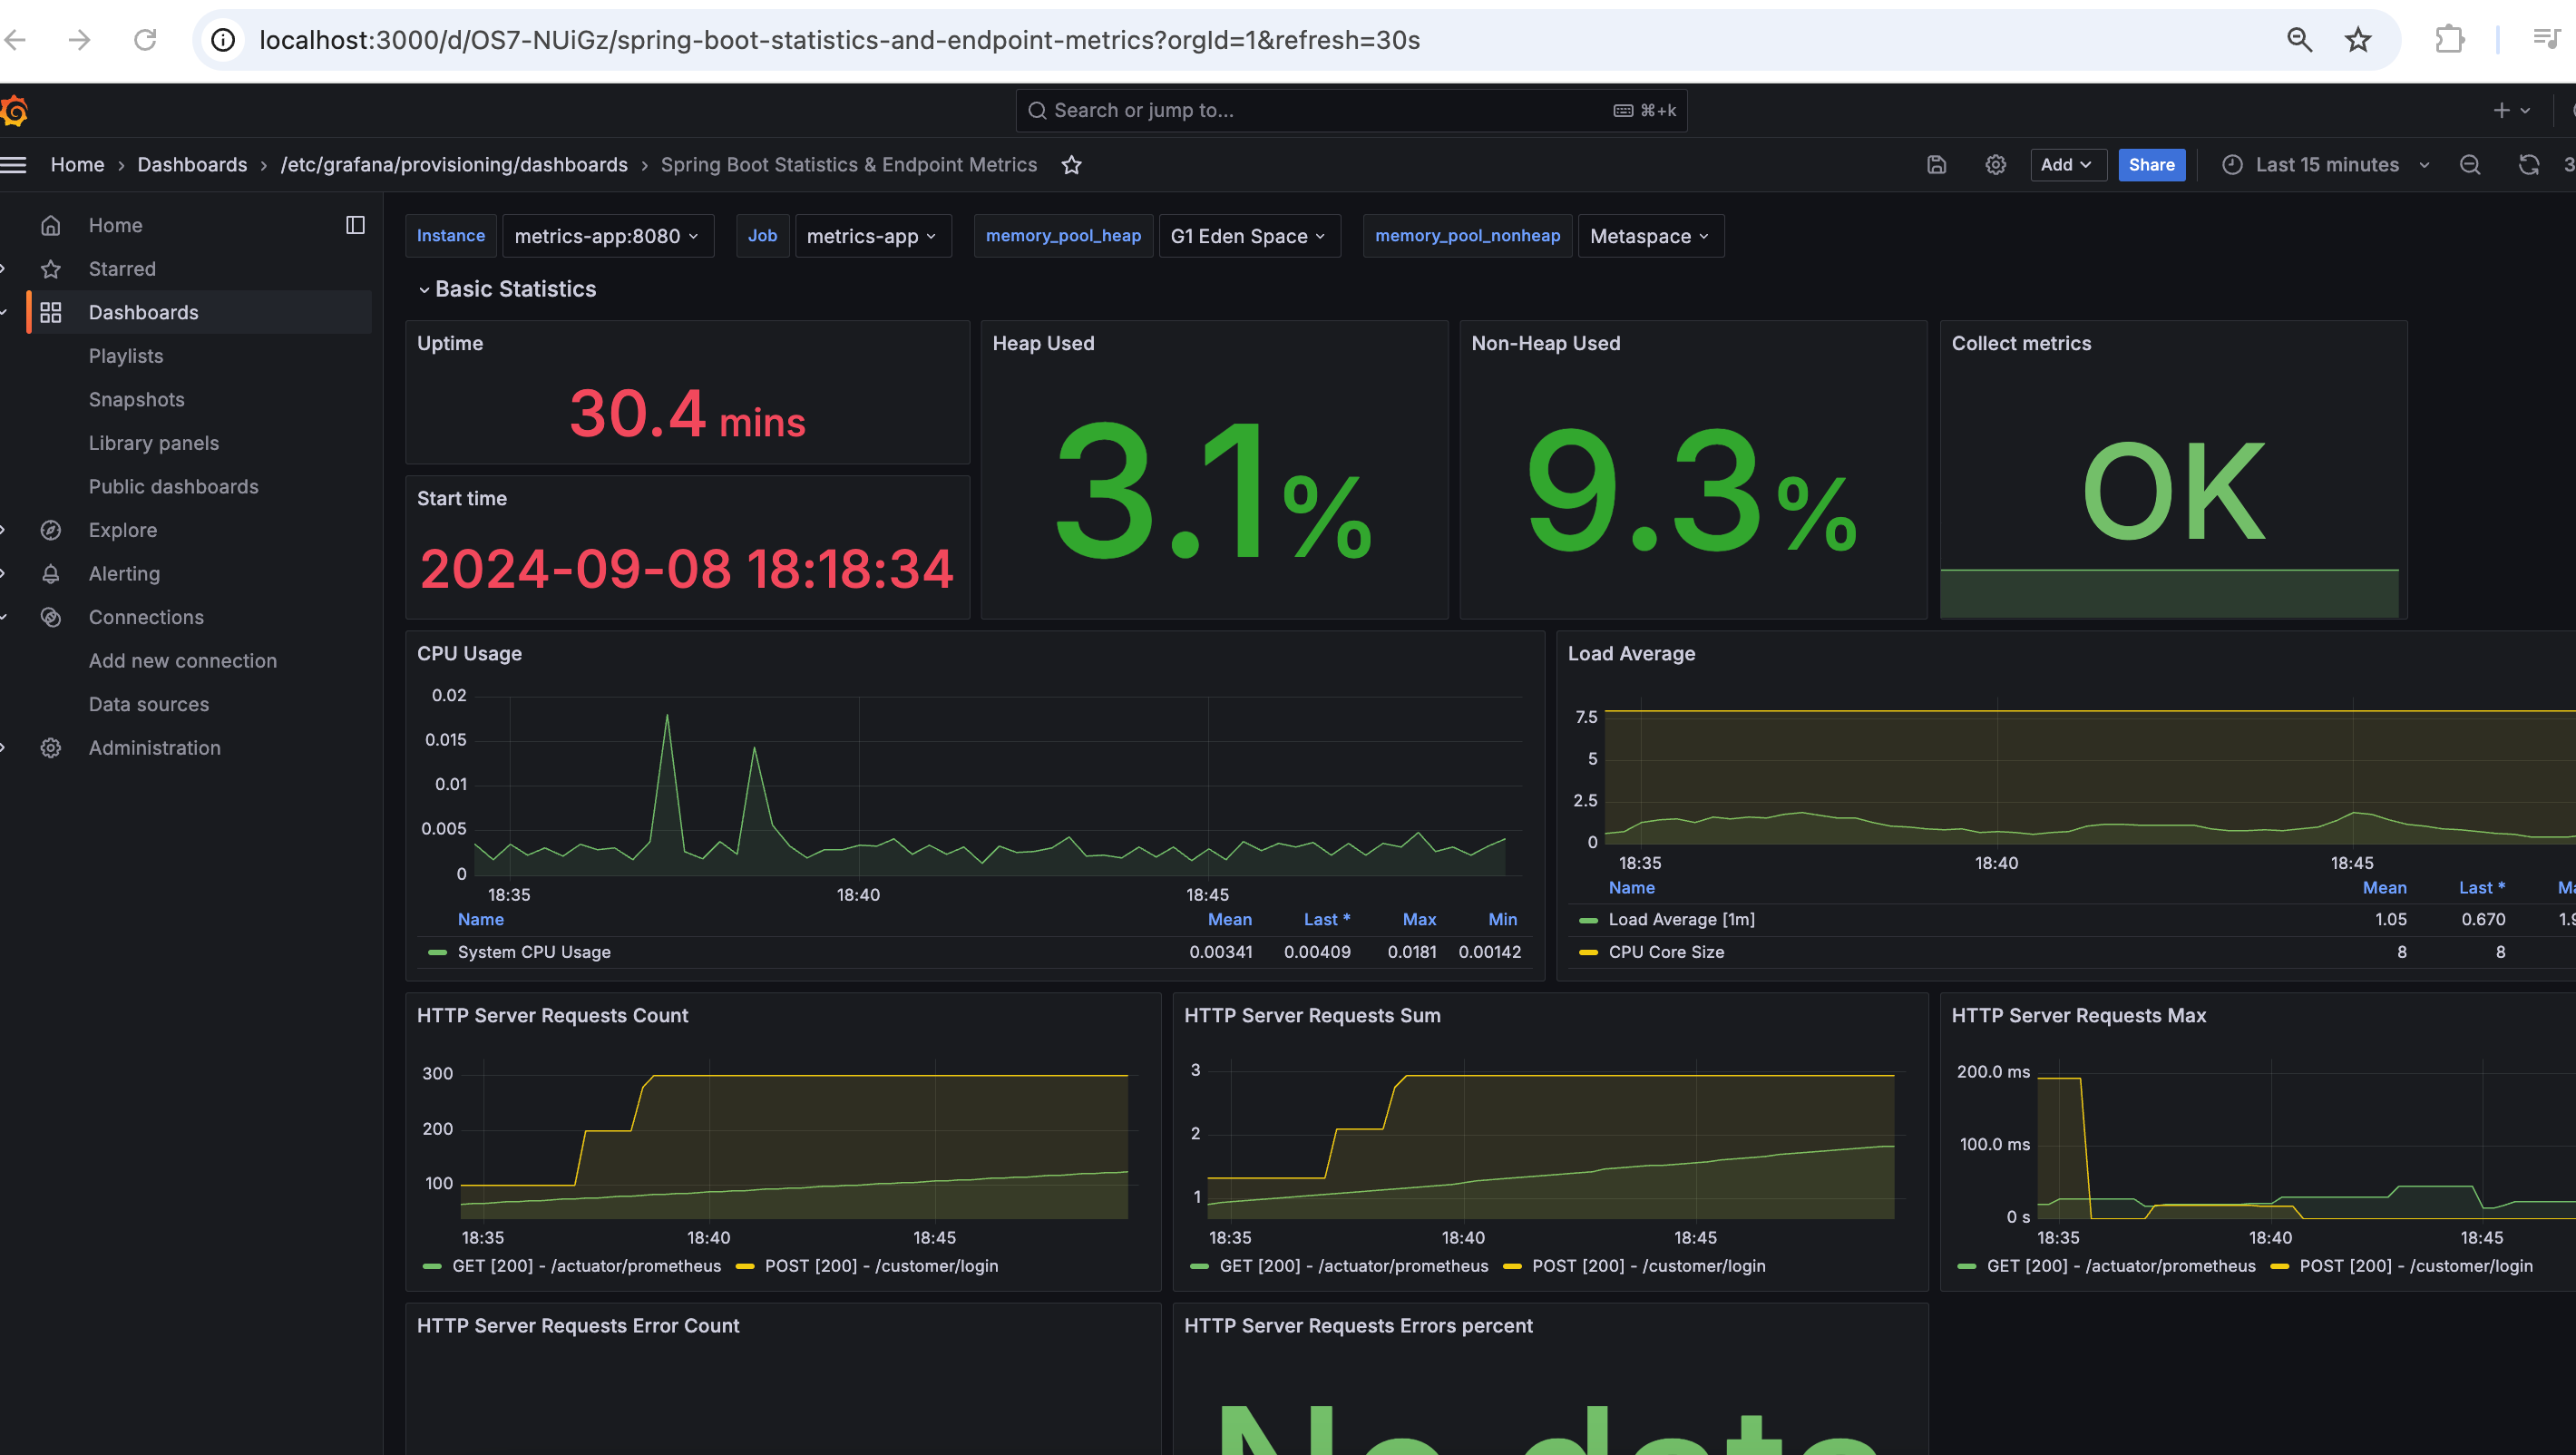 localhost:3000/d/OS7-NUiGz/spring-boot-statistics-and-endpoint-metrics?orgId=1&refresh=30s
Search or jump to... ⌘+k
Home › Dashboards › /etc/grafana/provisioning/dashboards › Spring Boot Statistics & Endpoint Metrics
Add Share Last 15 minutes
Home
Starred
Dashboards
Playlists
Snapshots
Library panels
Public dashboards
Explore
Alerting
Connections
Add new connection
Data sources
Administration
Instance metrics-app:8080 Job metrics-app memory_pool_heap G1 Eden Space memory_pool_nonheap Metaspace
Basic Statistics
Uptime
30.4 mins
Start time
2024-09-08 18:18:34
Heap Used
3.1%
Non-Heap Used
9.3%
Collect metrics
OK
CPU Usage
0.02
0.015
0.01
0.005
0
18:35 18:40 18:45
Name Mean Last * Max Min
System CPU Usage 0.00341 0.00409 0.0181 0.00142
Load Average
7.5
5
2.5
0
18:35 18:40 18:45
Name Mean Last *
Load Average [1m] 1.05 0.670
CPU Core Size 8 8
HTTP Server Requests Count
300
200
100
18:35 18:40 18:45
GET [200] - /actuator/prometheus POST [200] - /customer/login
HTTP Server Requests Sum
3
2
1
18:35 18:40 18:45
GET [200] - /actuator/prometheus POST [200] - /customer/login
HTTP Server Requests Max
200.0 ms
100.0 ms
0 s
18:35 18:40 18:45
GET [200] - /actuator/prometheus POST [200] - /customer/login
HTTP Server Requests Error Count
HTTP Server Requests Errors percent
No data